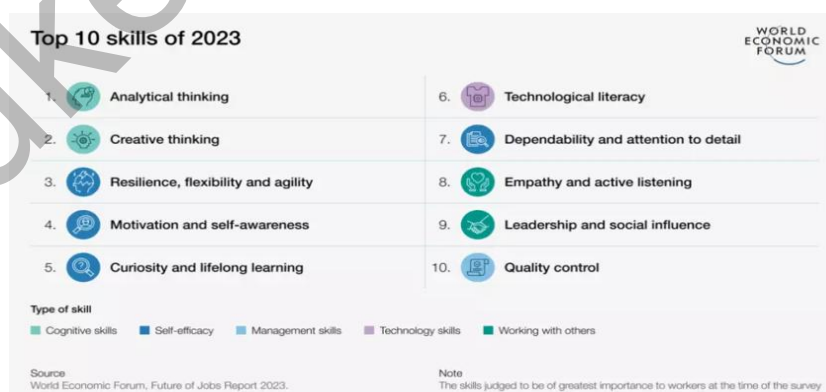 Top 10 skills of 2023
WORLD
ECONOMIC
FORUM
1. Analytical thinking
2. Creative thinking
3. Resilience, flexibility and agility
4. Motivation and self-awareness
5. Curiosity and lifelong learning
6. Technological literacy
7. Dependability and attention to detail
8. Empathy and active listening
9. Leadership and social influence
10. Quality control
Type of skill
Cognitive skills Self-efficacy Management skills Technology skills Working with others
Source
World Economic Forum, Future of Jobs Report 2023.
Note
The skills judged to be of greatest importance to workers at the time of the survey